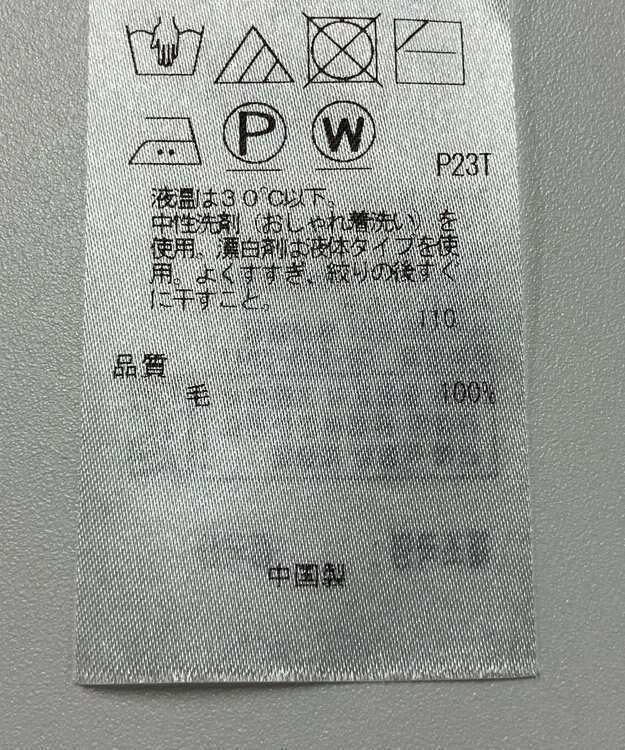 P W
P23T
液温は30℃以下。
中性洗剤（おしゃれ着洗い）を
使用。漂白剤は液体タイプを使
用。よくすすぎ、絞りの後すぐ
に干すこと。
110
品質
毛 100%
中国製